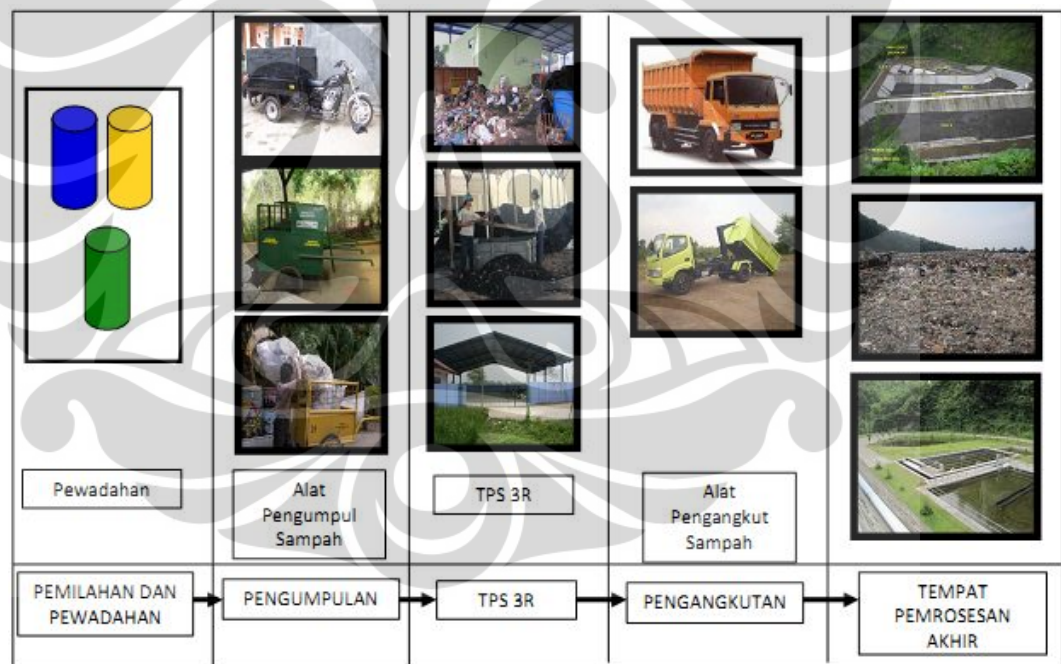 Pewadahan
Alat
Pengumpul
Sampah
TPS 3R
Alat
Pengangkut
Sampah
PEMILAHAN DAN
PEWADAHAN
PENGUMPULAN
TPS 3R
PENGANGKUTAN
TEMPAT
PEMROSESAN
AKHIR